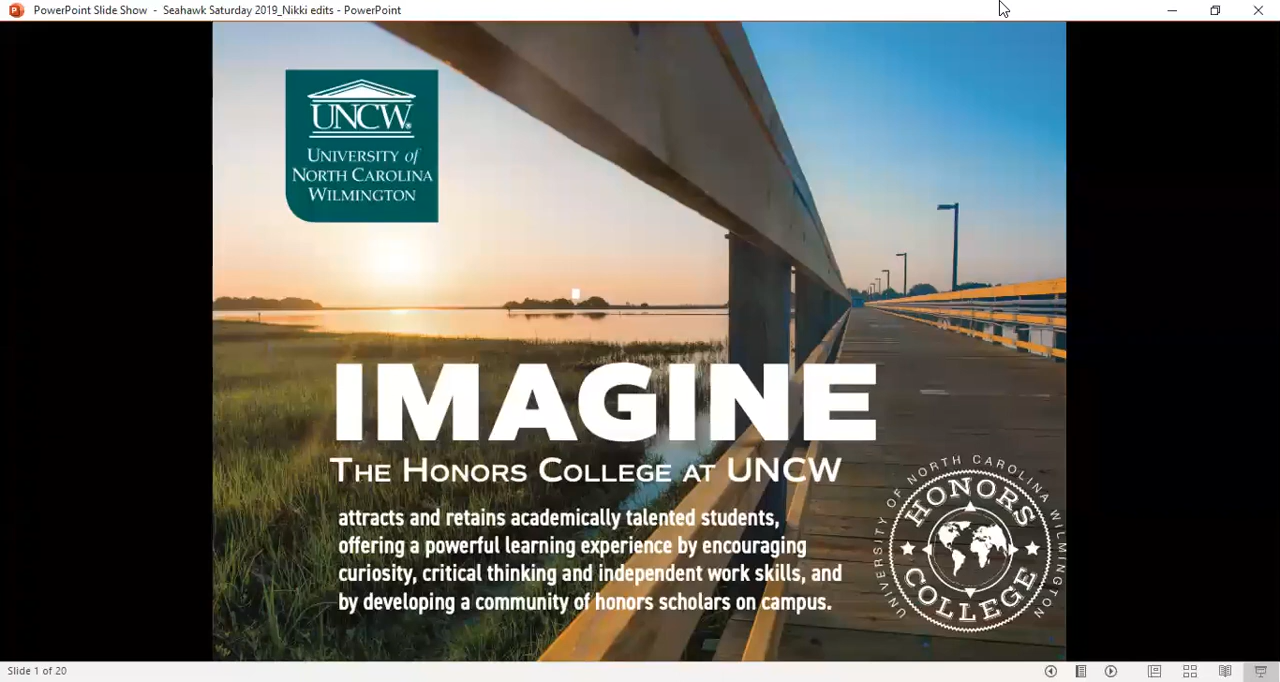 PowerPoint Slide Show - Seahawk Saturday 2019_Nikki edits - PowerPoint
UNCW®
UNIVERSITY of
NORTH CAROLINA
WILMINGTON
IMAGINE
THE HONORS COLLEGE AT UNCW
attracts and retains academically talented students,
offering a powerful learning experience by encouraging
curiosity, critical thinking and independent work skills, and
by developing a community of honors scholars on campus.
UNIVERSITY OF NORTH CAROLINA WILMINGTON
HONORS
COLLEGE
Slide 1 of 20